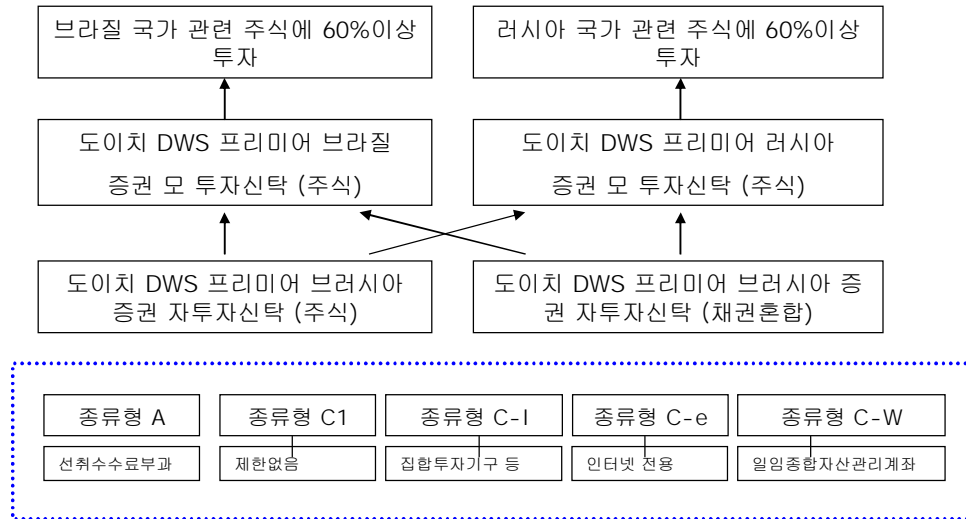 브라질 국가 관련 주식에 60%이상
투자
러시아 국가 관련 주식에 60%이상
투자
도이치 DWS 프리미어 브라질
증권 모 투자신탁 (주식)
도이치 DWS 프리미어 러시아
증권 모 투자신탁 (주식)
도이치 DWS 프리미어 브러시아
증권 자투자신탁 (주식)
도이치 DWS 프리미어 브러시아 증
권 자투자신탁 (채권혼합)
종류형 A
종류형 C1
종류형 C-I
종류형 C-e
종류형 C-W
선취수수료부과
제한없음
집합투자기구 등
인터넷 전용
일임종합자산관리계좌